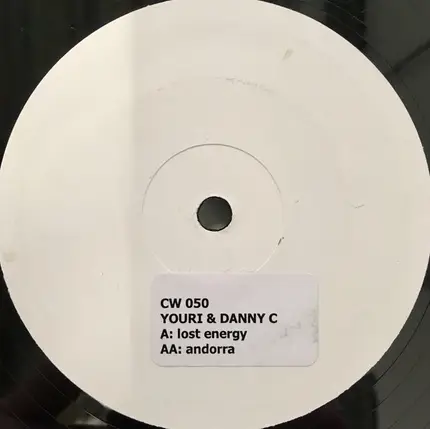 CW 050
YOURI & DANNY C
A: lost energy
AA: andorra